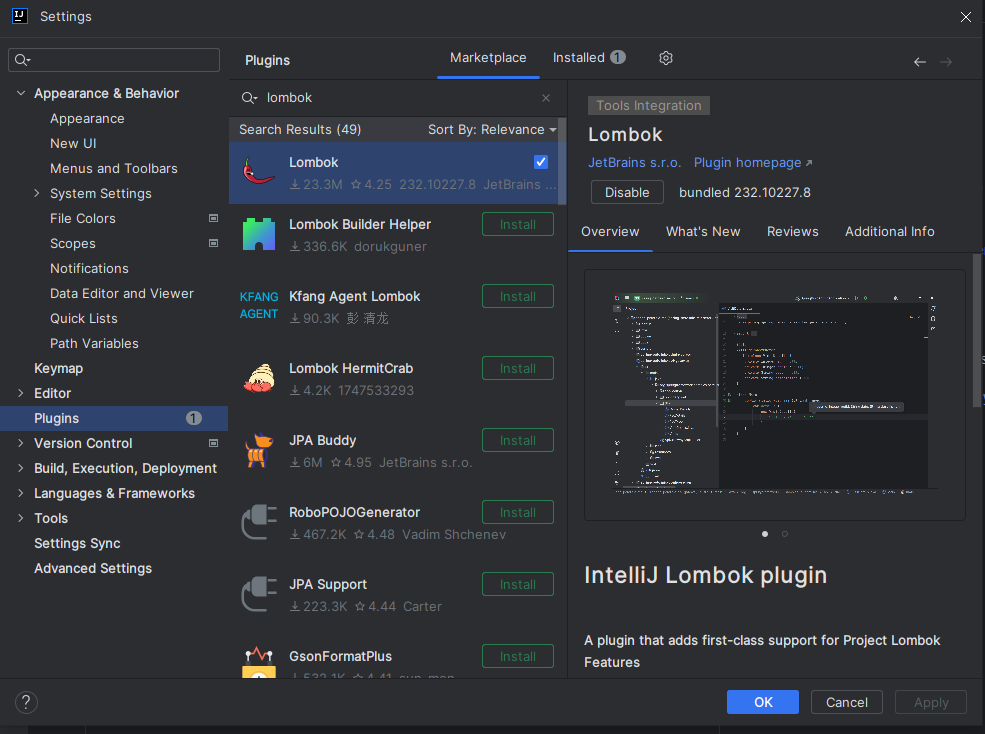 Settings
Plugins
Marketplace
Installed 1
Appearance & Behavior
Appearance
New UI
Menus and Toolbars
System Settings
File Colors
Scopes
Notifications
Data Editor and Viewer
Quick Lists
Path Variables
Keymap
Editor
Plugins 1
Version Control
Build, Execution, Deployment
Languages & Frameworks
Tools
Settings Sync
Advanced Settings
lombok
Search Results (49) Sort By: Relevance
Lombok
23.3M 4.25 232.10227.8 JetBrains ...
Lombok Builder Helper Install
336.6K dorukguner
KFANG
AGENT
Kfang Agent Lombok Install
90.3K 彭 清龙
Lombok HermitCrab Install
4.2K 1747533293
JPA Buddy Install
6M 4.95 JetBrains s.r.o.
RoboPOJOGenerator Install
467.2K 4.48 Vadim Shchenev
JPA Support Install
223.3K 4.44 Carter
GsonFormatPlus Install
532.1K 4.41
Tools Integration
Lombok
JetBrains s.r.o. Plugin homepage
Disable bundled 232.10227.8
Overview What's New Reviews Additional Info
IntelliJ Lombok plugin
A plugin that adds first-class support for Project Lombok
Features
? OK Cancel Apply